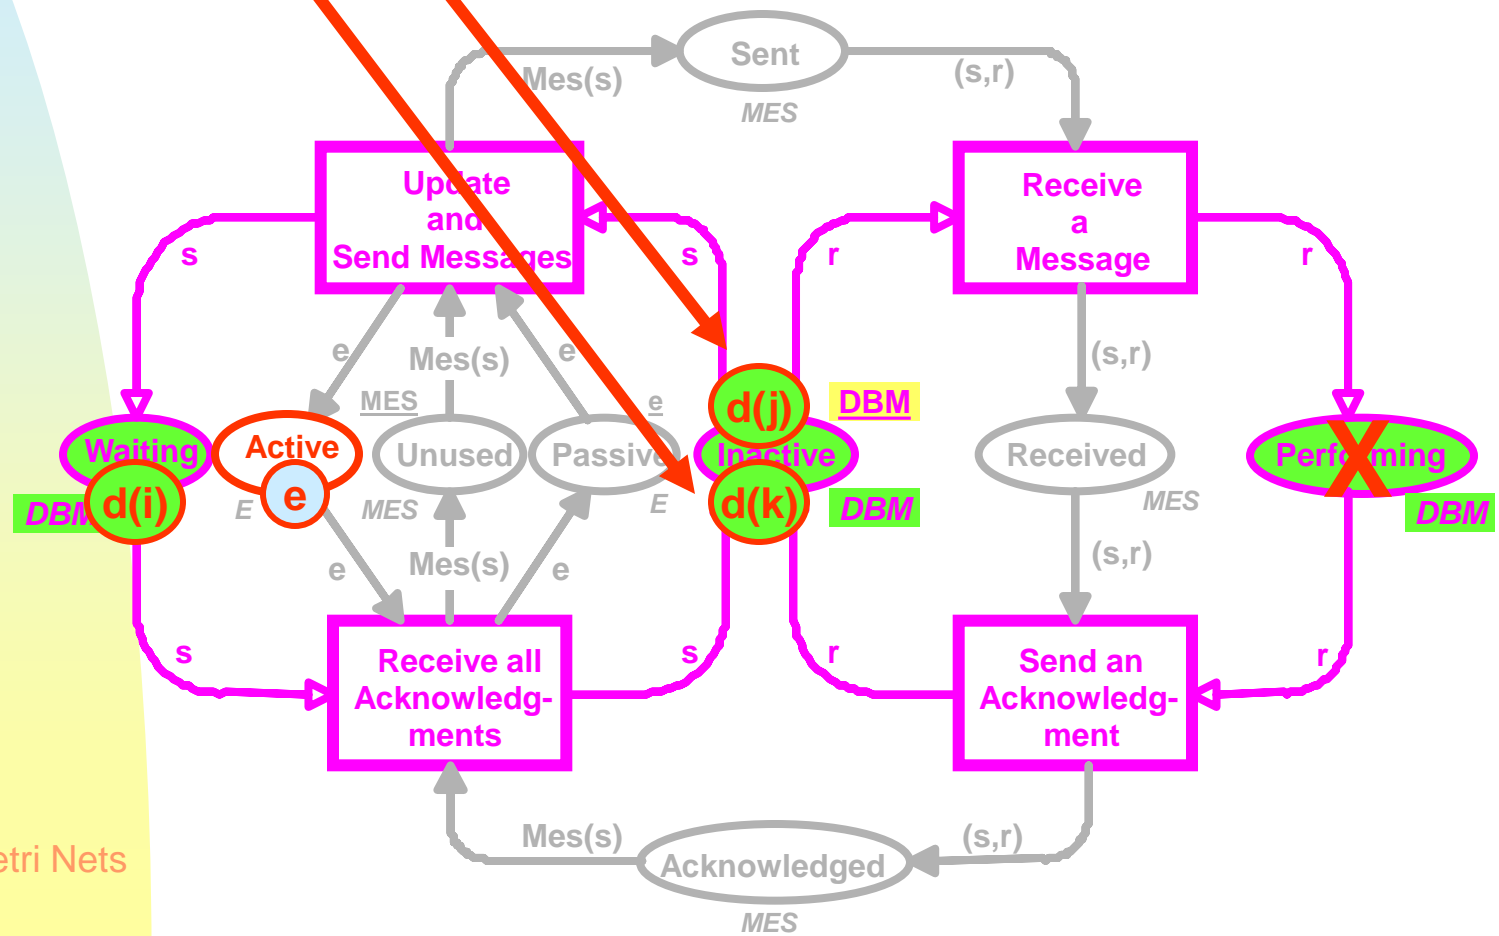 Sent
Mes(s)
(s,r)
MES
Update
and
Send Messages
Receive
a
Message
s
s
r
r
e
Mes(s)
e
(s,r)
MES
e
d(j)
DBM
Waiting
Active
Unused
Passive
Inactive
Received
Performing
X
DBM
d(i)
E
e
MES
E
d(k)
DBM
MES
DBM
e
Mes(s)
e
(s,r)
s
Receive all
Acknowledg-
ments
s
r
Send an
Acknowledg-
ment
r
Mes(s)
(s,r)
Acknowledged
MES
etri Nets